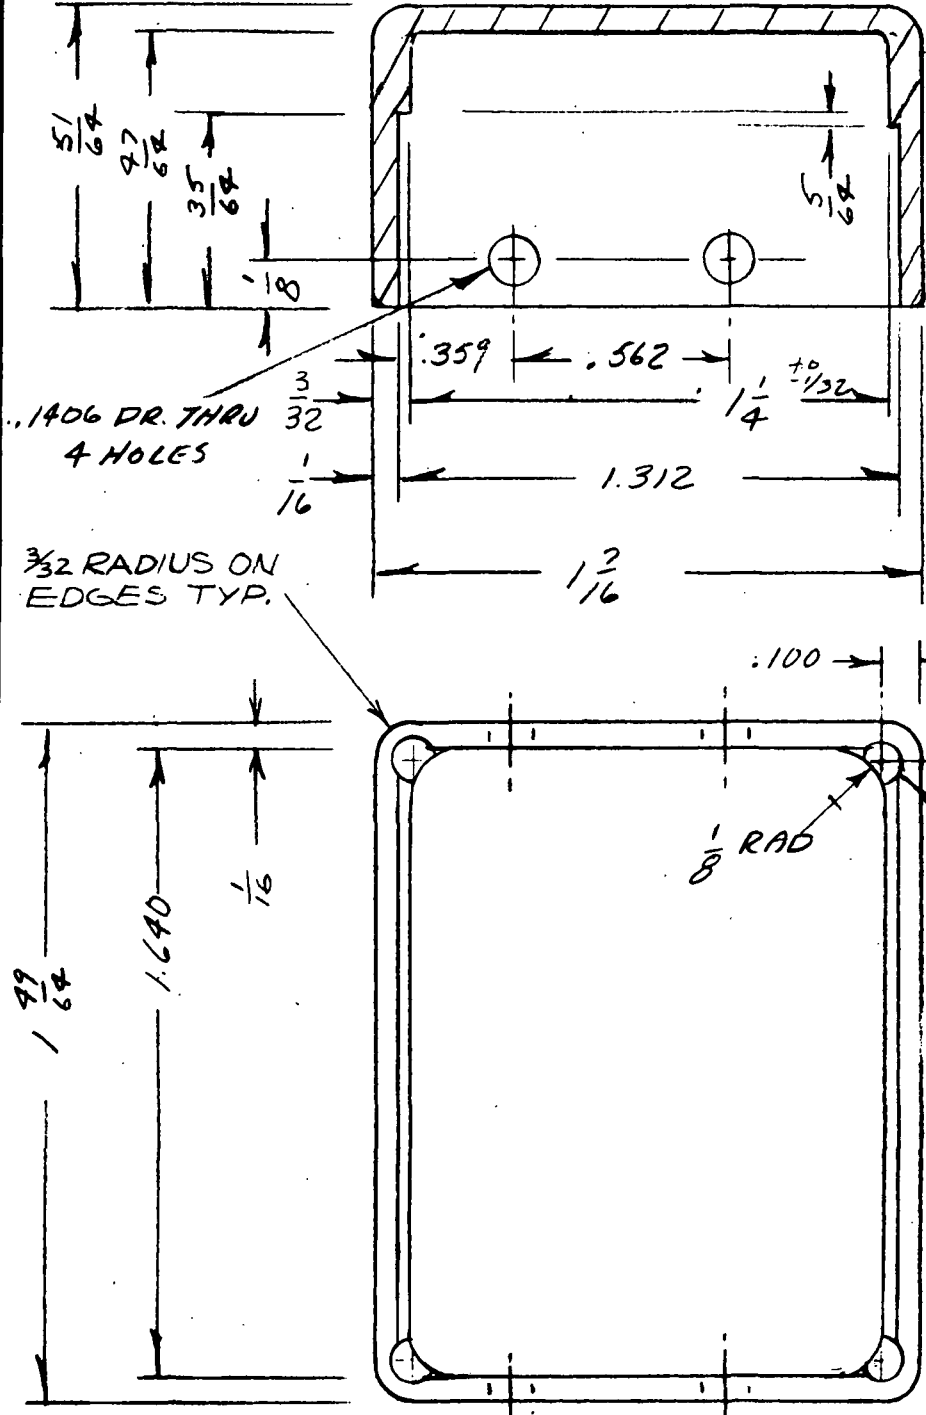 51/64
47/64
35/64
1/8
5/64
.359
.562
.1406 DR. THRU
4 HOLES
3/32
1 1/4 +0 -1/32
1/16
1.312
1 7/16
3/32 RADIUS ON
EDGES TYP.
.100
1/16
1/8 RAD
1.640
1 49/64